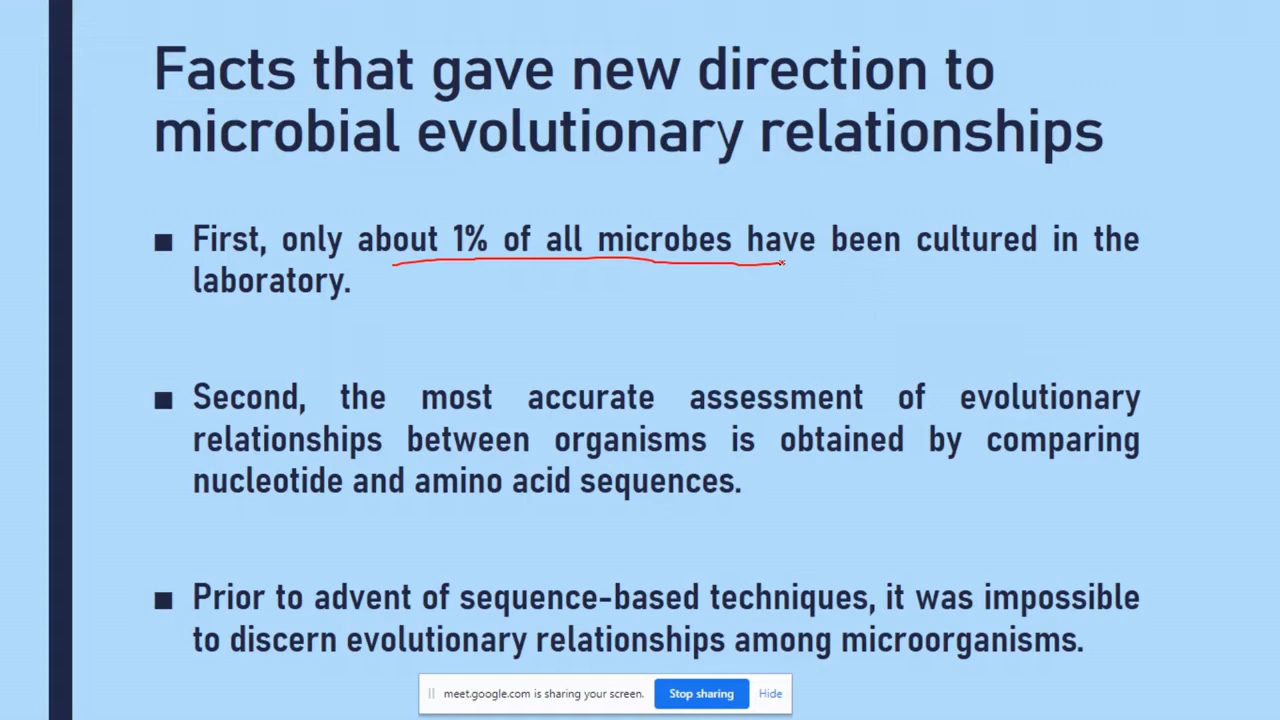 Facts that gave new direction to
microbial evolutionary relationships
■ First, only about 1% of all microbes have been cultured in the
laboratory.
■ Second, the most accurate assessment of evolutionary
relationships between organisms is obtained by comparing
nucleotide and amino acid sequences.
■ Prior to advent of sequence-based techniques, it was impossible
to discern evolutionary relationships among microorganisms.
meet.google.com is sharing your screen. Stop sharing Hide